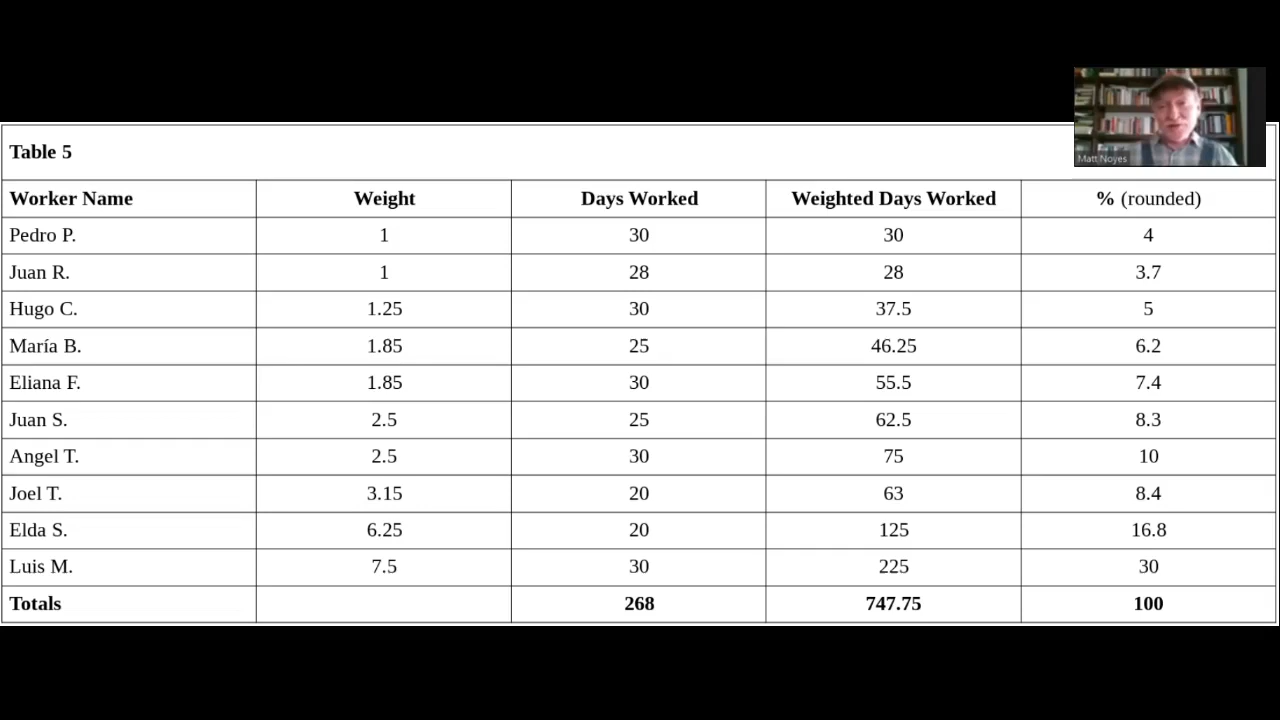 Matt Noyes
Table 5
Worker Name Weight Days Worked Weighted Days Worked % (rounded)
Pedro P. 1 30 30 4
Juan R. 1 28 28 3.7
Hugo C. 1.25 30 37.5 5
María B. 1.85 25 46.25 6.2
Eliana F. 1.85 30 55.5 7.4
Juan S. 2.5 25 62.5 8.3
Angel T. 2.5 30 75 10
Joel T. 3.15 20 63 8.4
Elda S. 6.25 20 125 16.8
Luis M. 7.5 30 225 30
Totals 268 747.75 100